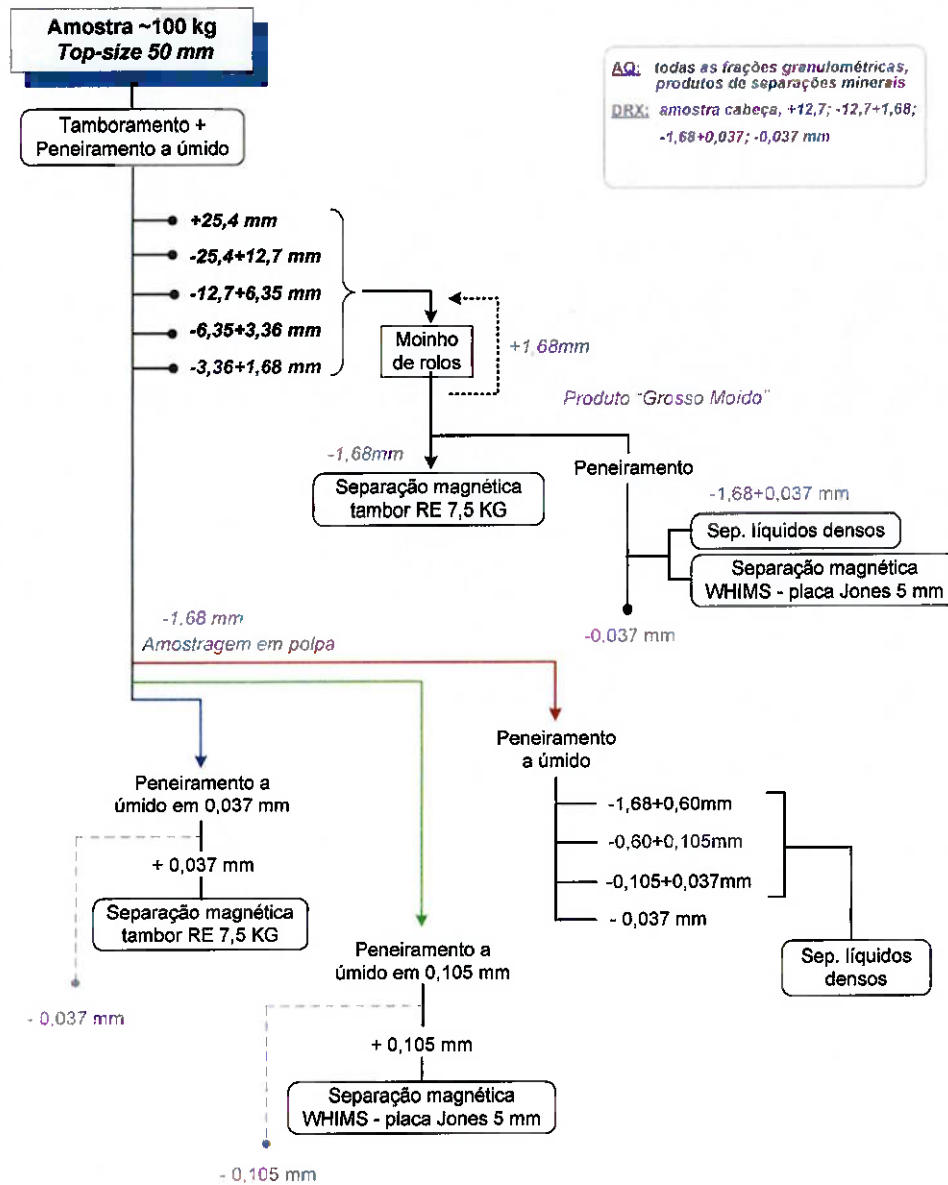 Amostra ~100 kg
Top-size 50 mm
AQ: todas as frações granulométricas,
produtos de separações minerais
DRX: amostra cabeça, +12,7; -12,7+1,68;
-1,68+0,037; -0,037 mm
Tamboramento +
Peneiramento a úmido
+25,4 mm
-25,4+12,7 mm
-12,7+6,35 mm
-6,35+3,36 mm
-3,36+1,68 mm
Moinho
de rolos
+1,68mm
Produto "Grosso Moído"
-1,68mm
Separação magnética
tambor RE 7,5 KG
Peneiramento
-1,68+0,037 mm
Sep. líquidos densos
Separação magnética
WHIMS - placa Jones 5 mm
-0,037 mm
-1,68 mm
Amostragem em polpa
Peneiramento
a úmido
-1,68+0,60mm
-0,60+0,105mm
-0,105+0,037mm
- 0,037 mm
Sep. líquidos
densos
Peneiramento a
úmido em 0,037 mm
+ 0,037 mm
Separação magnética
tambor RE 7,5 KG
- 0,037 mm
Peneiramento a
úmido em 0,105 mm
+ 0,105 mm
Separação magnética
WHIMS - placa Jones 5 mm
- 0,105 mm